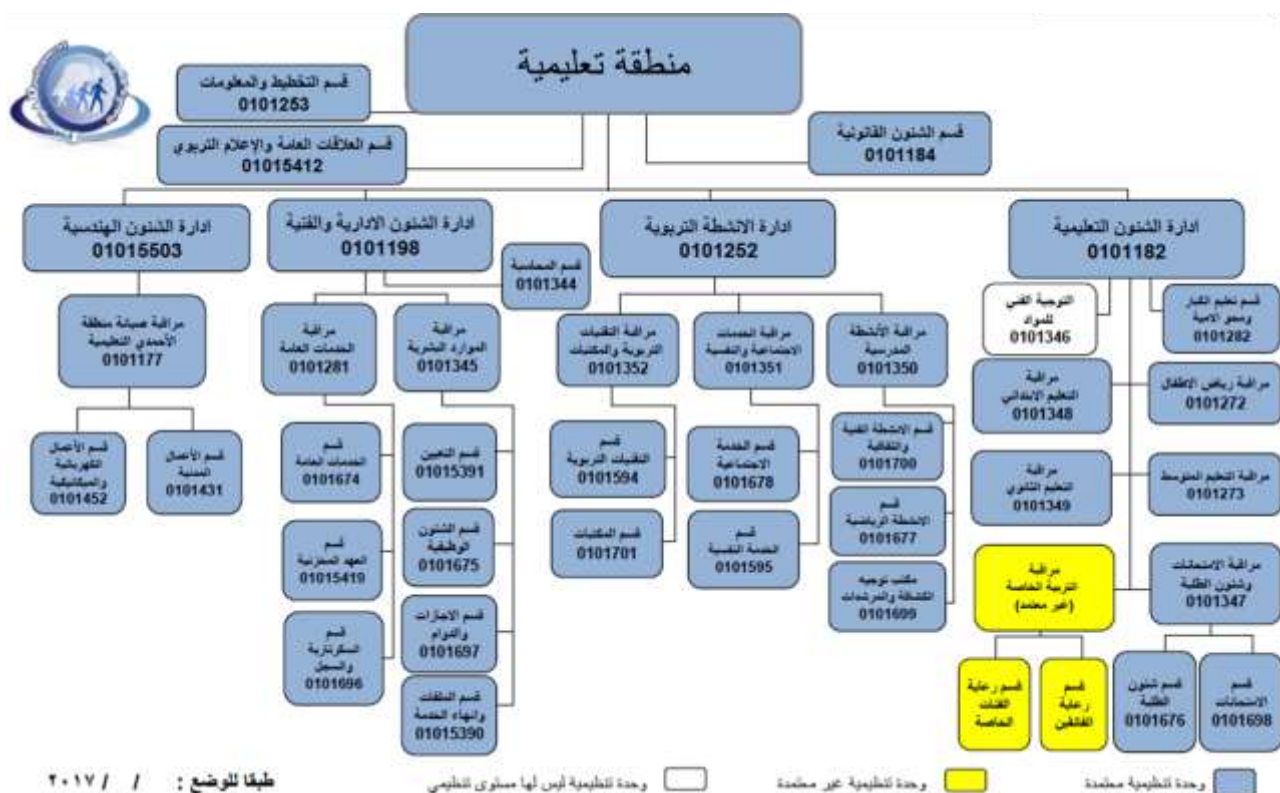 منطقة تعليمية
قسم التخطيط والمعلومات
0101253
قسم العلاقات العامة والإعلام التربوي
01015412
قسم الشئون القانونية
0101184
ادارة الشئون الهندسية
01015503
ادارة الشئون الادارية والفنية
0101198
ادارة الانشطة التربوية
0101252
ادارة الشئون التعليمية
0101182
قسم المحاسبة
0101344
مراقبة صيانة منطقة
الأحمدي التعليمية
0101177
مراقبة
الخدمات العامة
0101281
مراقبة
الموارد البشرية
0101345
مراقبة التقنيات
التربوية والمكتبات
0101352
مراقبة الخدمات
الاجتماعية والنفسية
0101351
مراقبة الأنشطة
المدرسية
0101350
التوجية الفني
للمواد
0101346
قسم تعليم الكبار
ومحو الامية
0101282
مراقبة
التعليم الابتدائي
0101348
مراقبة رياض الاطفال
0101272
قسم الأعمال
الكهربائية
والميكانيكية
0101452
قسم الأعمال
المدنية
0101431
قسم
الخدمات العامة
0101674
قسم التعيين
01015391
قسم
التقنيات التربوية
0101594
قسم الخدمة
الاجتماعية
0101678
قسم الانشطة الفنية
والثقافية
0101700
مراقبة
التعليم الثانوي
0101349
مراقبة التعليم المتوسط
0101273
قسم
العهد المخزنية
01015419
قسم الشئون
الوظيفية
0101675
قسم المكتبات
0101701
قسم
الخدمة النفسية
0101595
قسم
الانشطة الرياضية
0101677
مراقبة
التربية الخاصة
(غير معتمد)
مراقبة الامتحانات
وشئون الطلبة
0101347
قسم
السكرتارية
والسجل
0101696
قسم الاجازات
والدوام
0101697
مكتب توجيه
الكشافة والمرشدات
0101699
قسم الملفات
وانهاء الخدمة
01015390
قسم رعاية
الفئات
الخاصة
قسم
رعاية
الفائقين
قسم شئون
الطلبة
0101676
قسم
الامتحانات
0101698
وحدة تنظيمية معتمدة
وحدة تنظيمية غير معتمدة
وحدة تنظيمية ليس لها مستوى تنظيمي
طبقا للوضع : / / ٢٠١٧